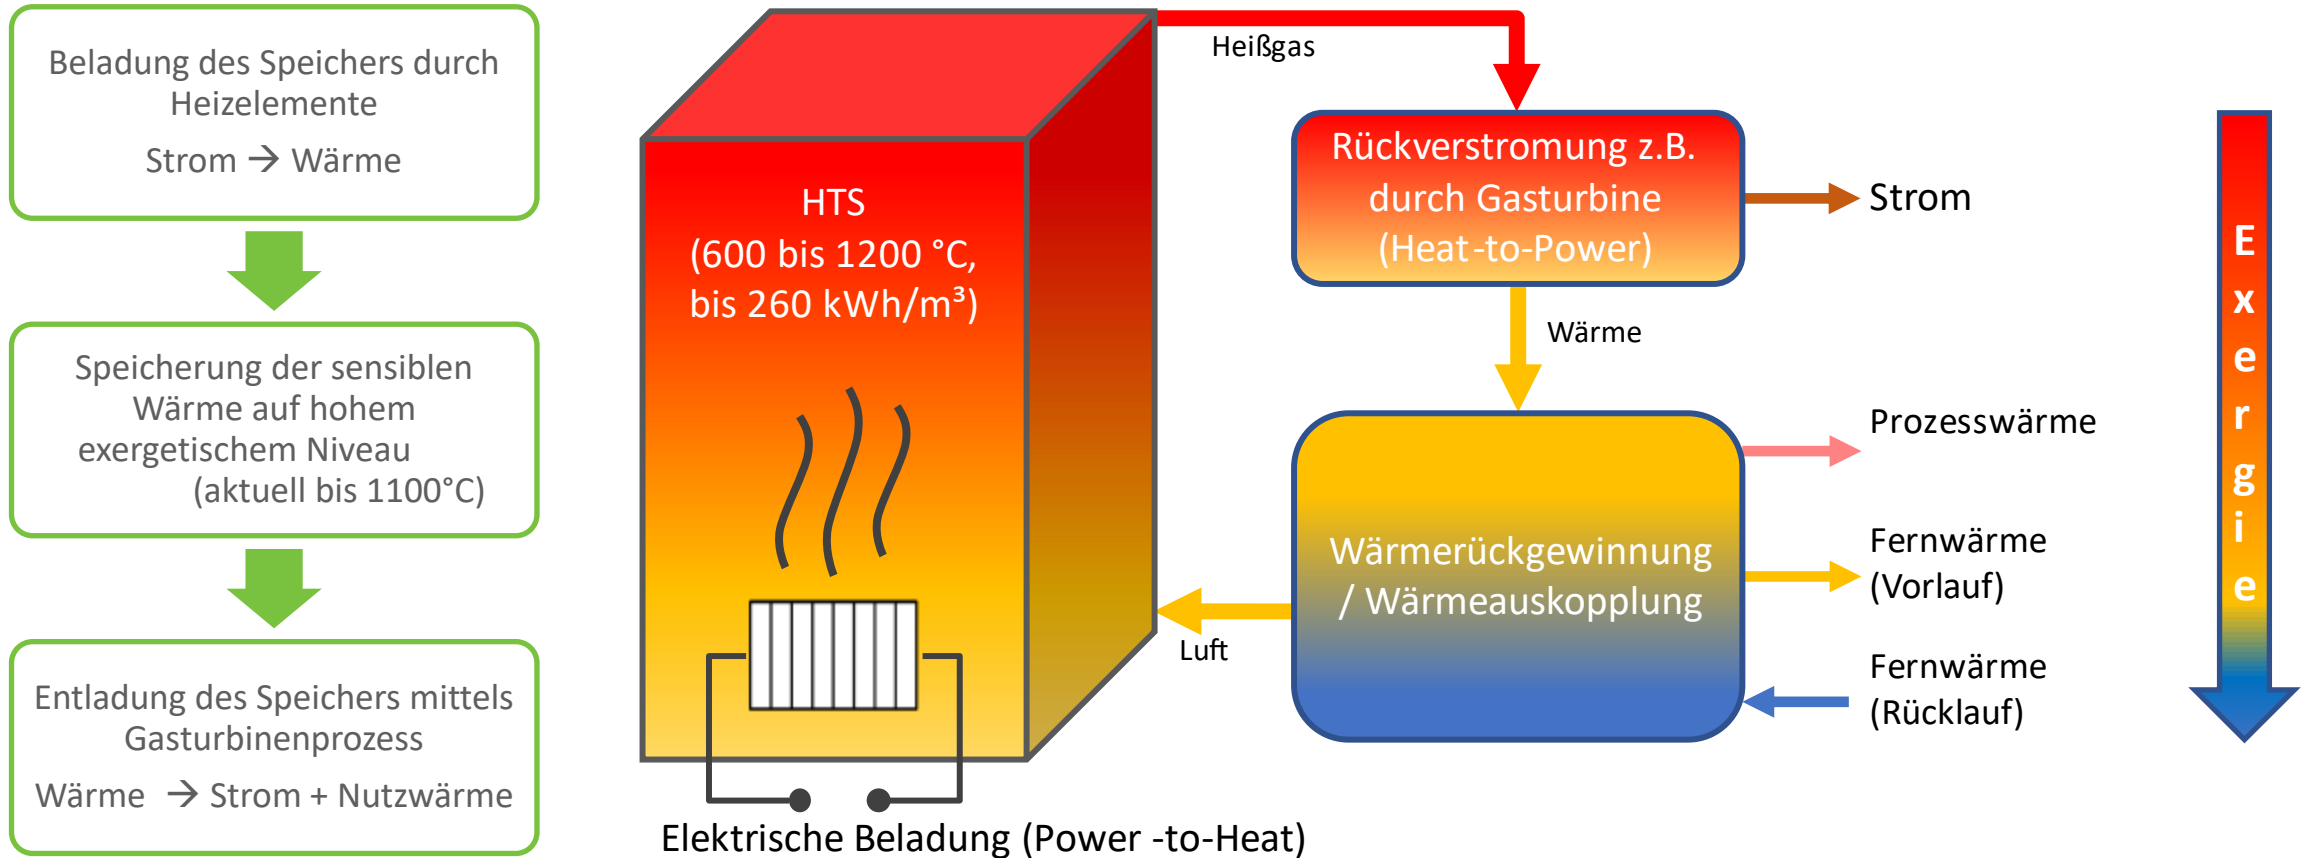 Beladung des Speichers durch
Heizelemente
Strom → Wärme
Speicherung der sensiblen
Wärme auf hohem
exergetischem Niveau
(aktuell bis 1100°C)
Entladung des Speichers mittels
Gasturbinenprozess
Wärme → Strom + Nutzwärme
HTS
(600 bis 1200 °C,
bis 260 kWh/m³)
Elektrische Beladung (Power -to-Heat)
Heißgas
Rückverstromung z.B.
durch Gasturbine
(Heat-to-Power)
Strom
Wärme
Wärmerückgewinnung
/ Wärmeauskopplung
Luft
Prozesswärme
Fernwärme
(Vorlauf)
Fernwärme
(Rücklauf)
Exergie